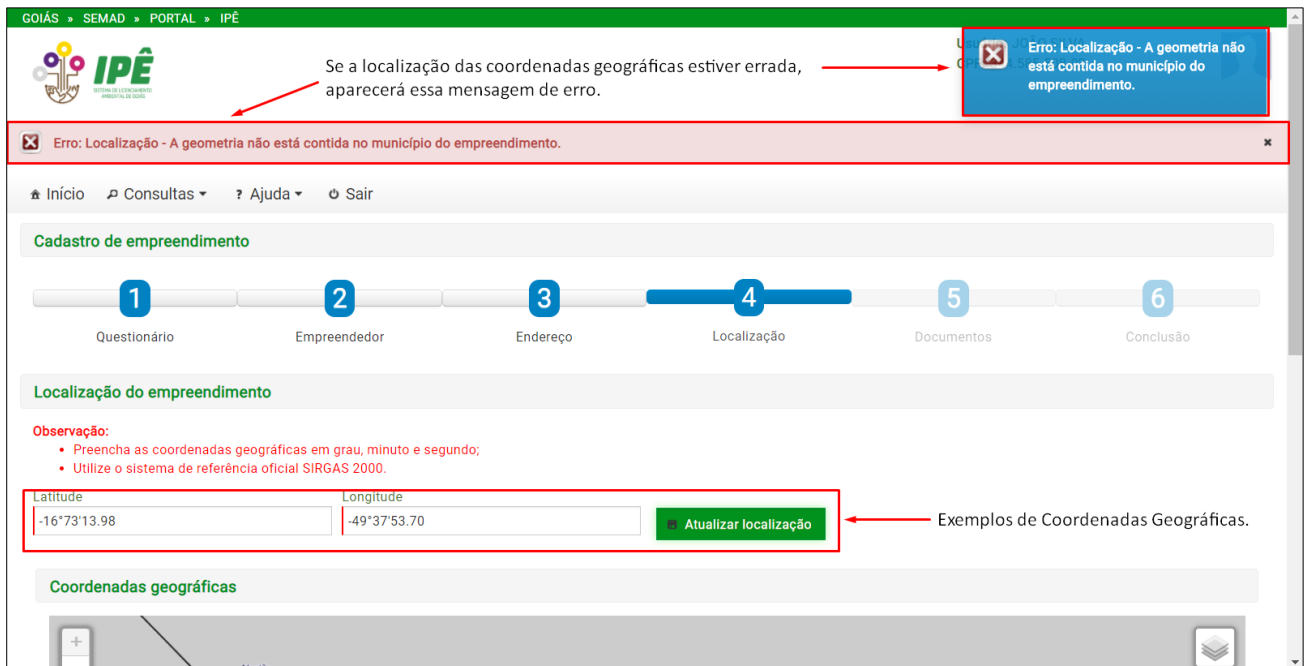 GOIÁS » SEMAD » PORTAL » IPÊ
IPÊ
SISTEMA DE LICENCIAMENTO
AMBIENTAL DE GOIÁS
Se a localização das coordenadas geográficas estiver errada,
aparecerá essa mensagem de erro.
Erro: Localização - A geometria não
está contida no município do
empreendimento.
Erro: Localização - A geometria não está contida no município do empreendimento.
Início Consultas ? Ajuda Sair
Cadastro de empreendimento
1 2 3 4 5 6
Questionário Empreendedor Endereço Localização Documentos Conclusão
Localização do empreendimento
Observação:
• Preencha as coordenadas geográficas em grau, minuto e segundo;
• Utilize o sistema de referência oficial SIRGAS 2000.
Latitude Longitude
-16°73'13.98 -49°37'53.70 Atualizar localização
Exemplos de Coordenadas Geográficas.
Coordenadas geográficas
+